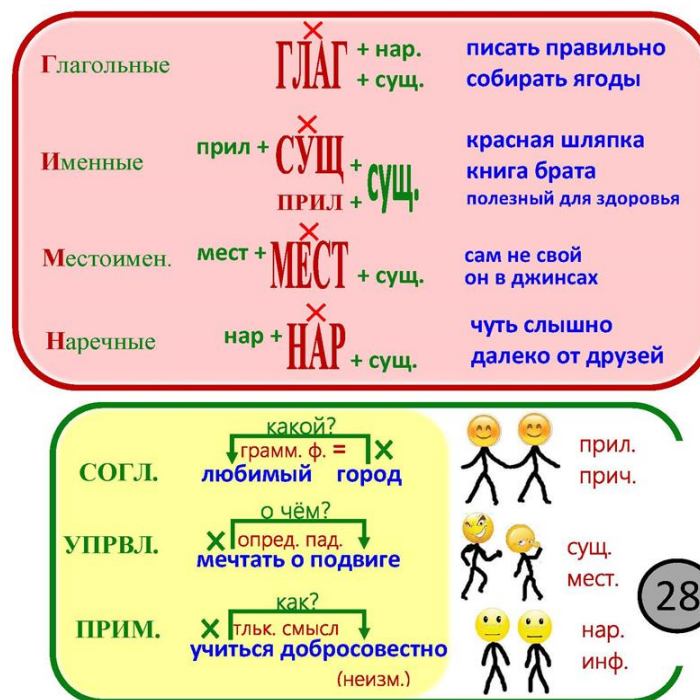 Глагольные ГЛАГ + нар. писать правильно
+ сущ. собирать ягоды
Именные прил + СУЩ + сущ. красная шляпка
книга брата
ПРИЛ + полезный для здоровья
Местоимен. мест + МЕСТ + сущ. сам не свой
он в джинсах
Наречные нар + НАР + сущ. чуть слышно
далеко от друзей
какой?
грамм. ф. =
СОГЛ. любимый город
прил.
прич.
о чём?
опред. пад.
УПРВЛ. мечтать о подвиге
сущ.
мест.
28
как?
тльк. смысл
ПРИМ. учиться добросовестно
(неизм.)
нар.
инф.